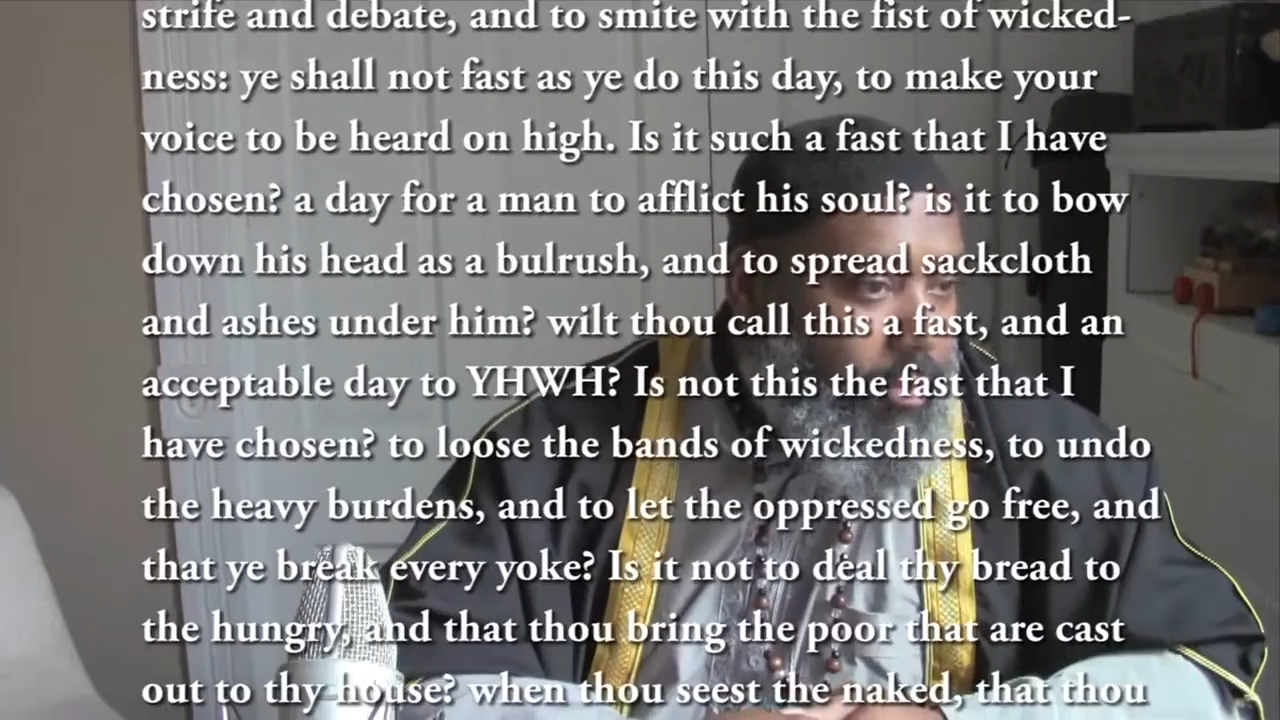 strife and debate, and to smite with the fist of wicked-
ness: ye shall not fast as ye do this day, to make your
voice to be heard on high. Is it such a fast that I have
chosen? a day for a man to afflict his soul? is it to bow
down his head as a bulrush, and to spread sackcloth
and ashes under him? wilt thou call this a fast, and an
acceptable day to YHWH? Is not this the fast that I
have chosen? to loose the bands of wickedness, to undo
the heavy burdens, and to let the oppressed go free, and
that ye break every yoke? Is it not to deal thy bread to
the hungry, and that thou bring the poor that are cast
out to thy house? when thou seest the naked, that thou